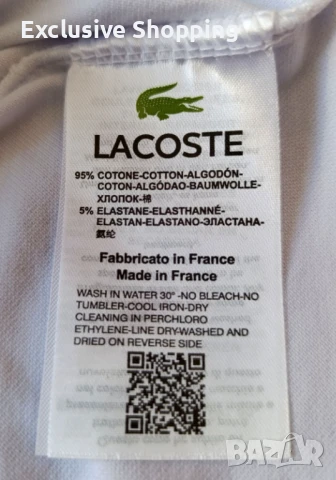 Exclusive Shopping
LACOSTE
95% COTONE-COTTON-ALGODÓN-
COTON-ALGÓDAO-BAUMWOLLE-
ХЛОПОК-棉
5% ELASTANE-ELASTHANNÉ-
ELASTAN-ELASTANO-ЭЛАСТАНА-
氨纶
Fabbricato in France
Made in France
WASH IN WATER 30° -NO BLEACH-NO
TUMBLER-COOL IRON-DRY
CLEANING IN PERCHLORO
ETHYLENE-LINE DRY-WASHED AND
DRIED ON REVERSE SIDE
BAZAR